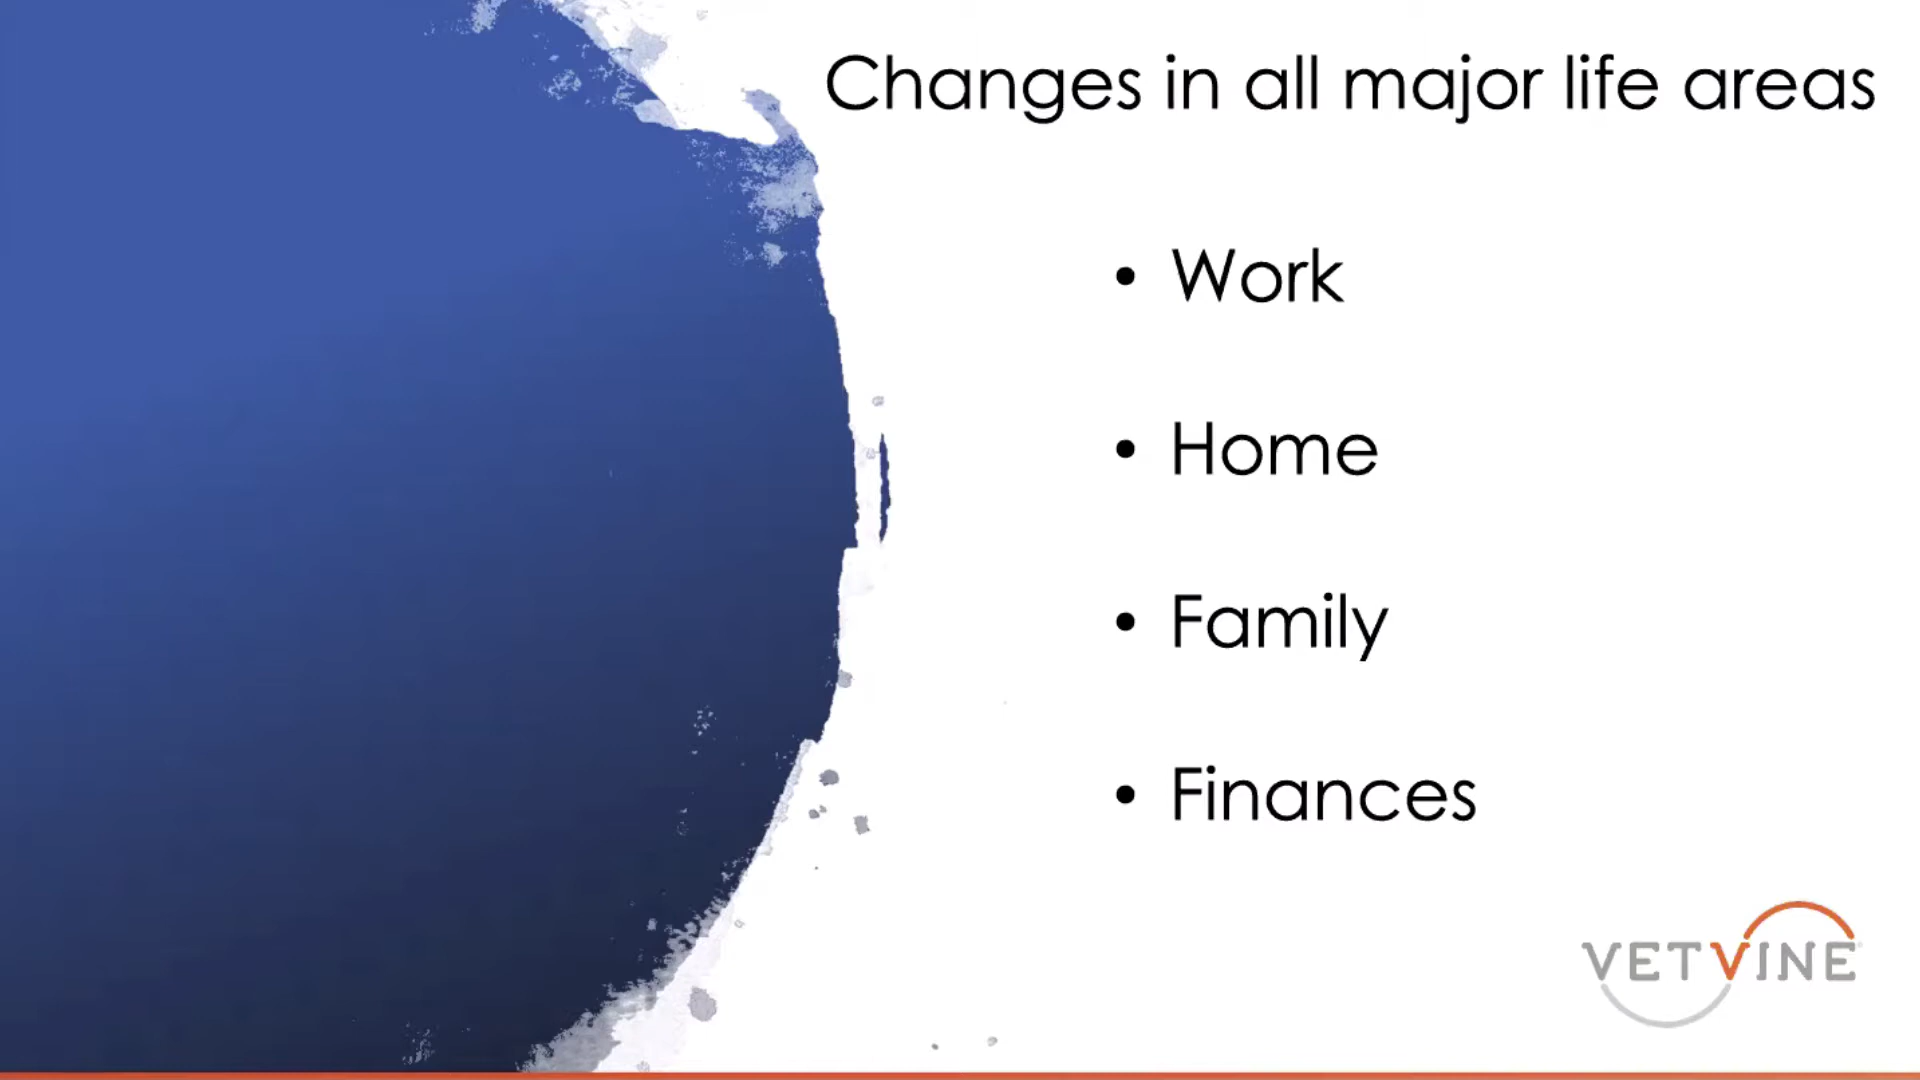 Changes in all major life areas
• Work
• Home
• Family
• Finances
VETVINE